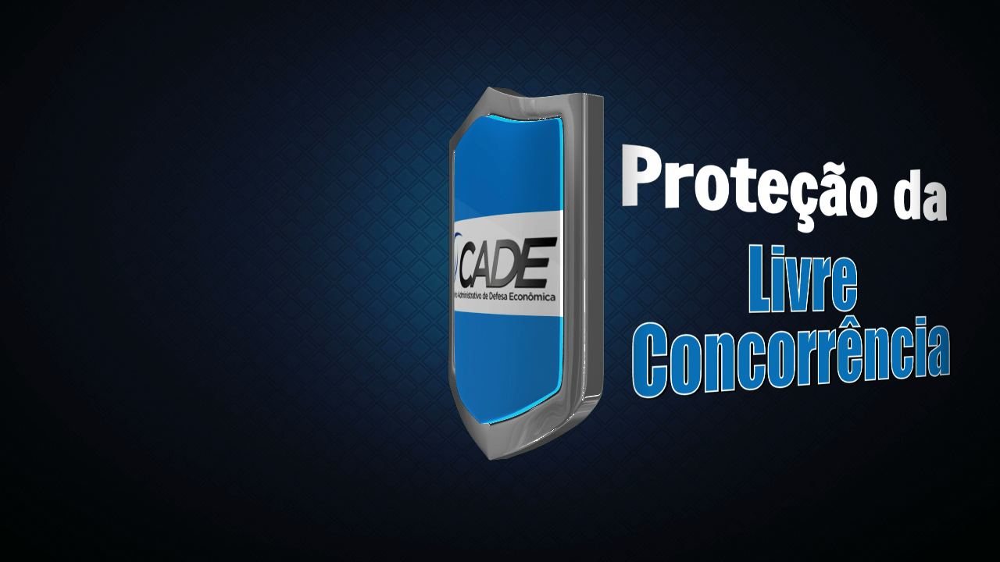 CADE
Administrativo de Defesa Econômica
Proteção da
Livre
Concorrência